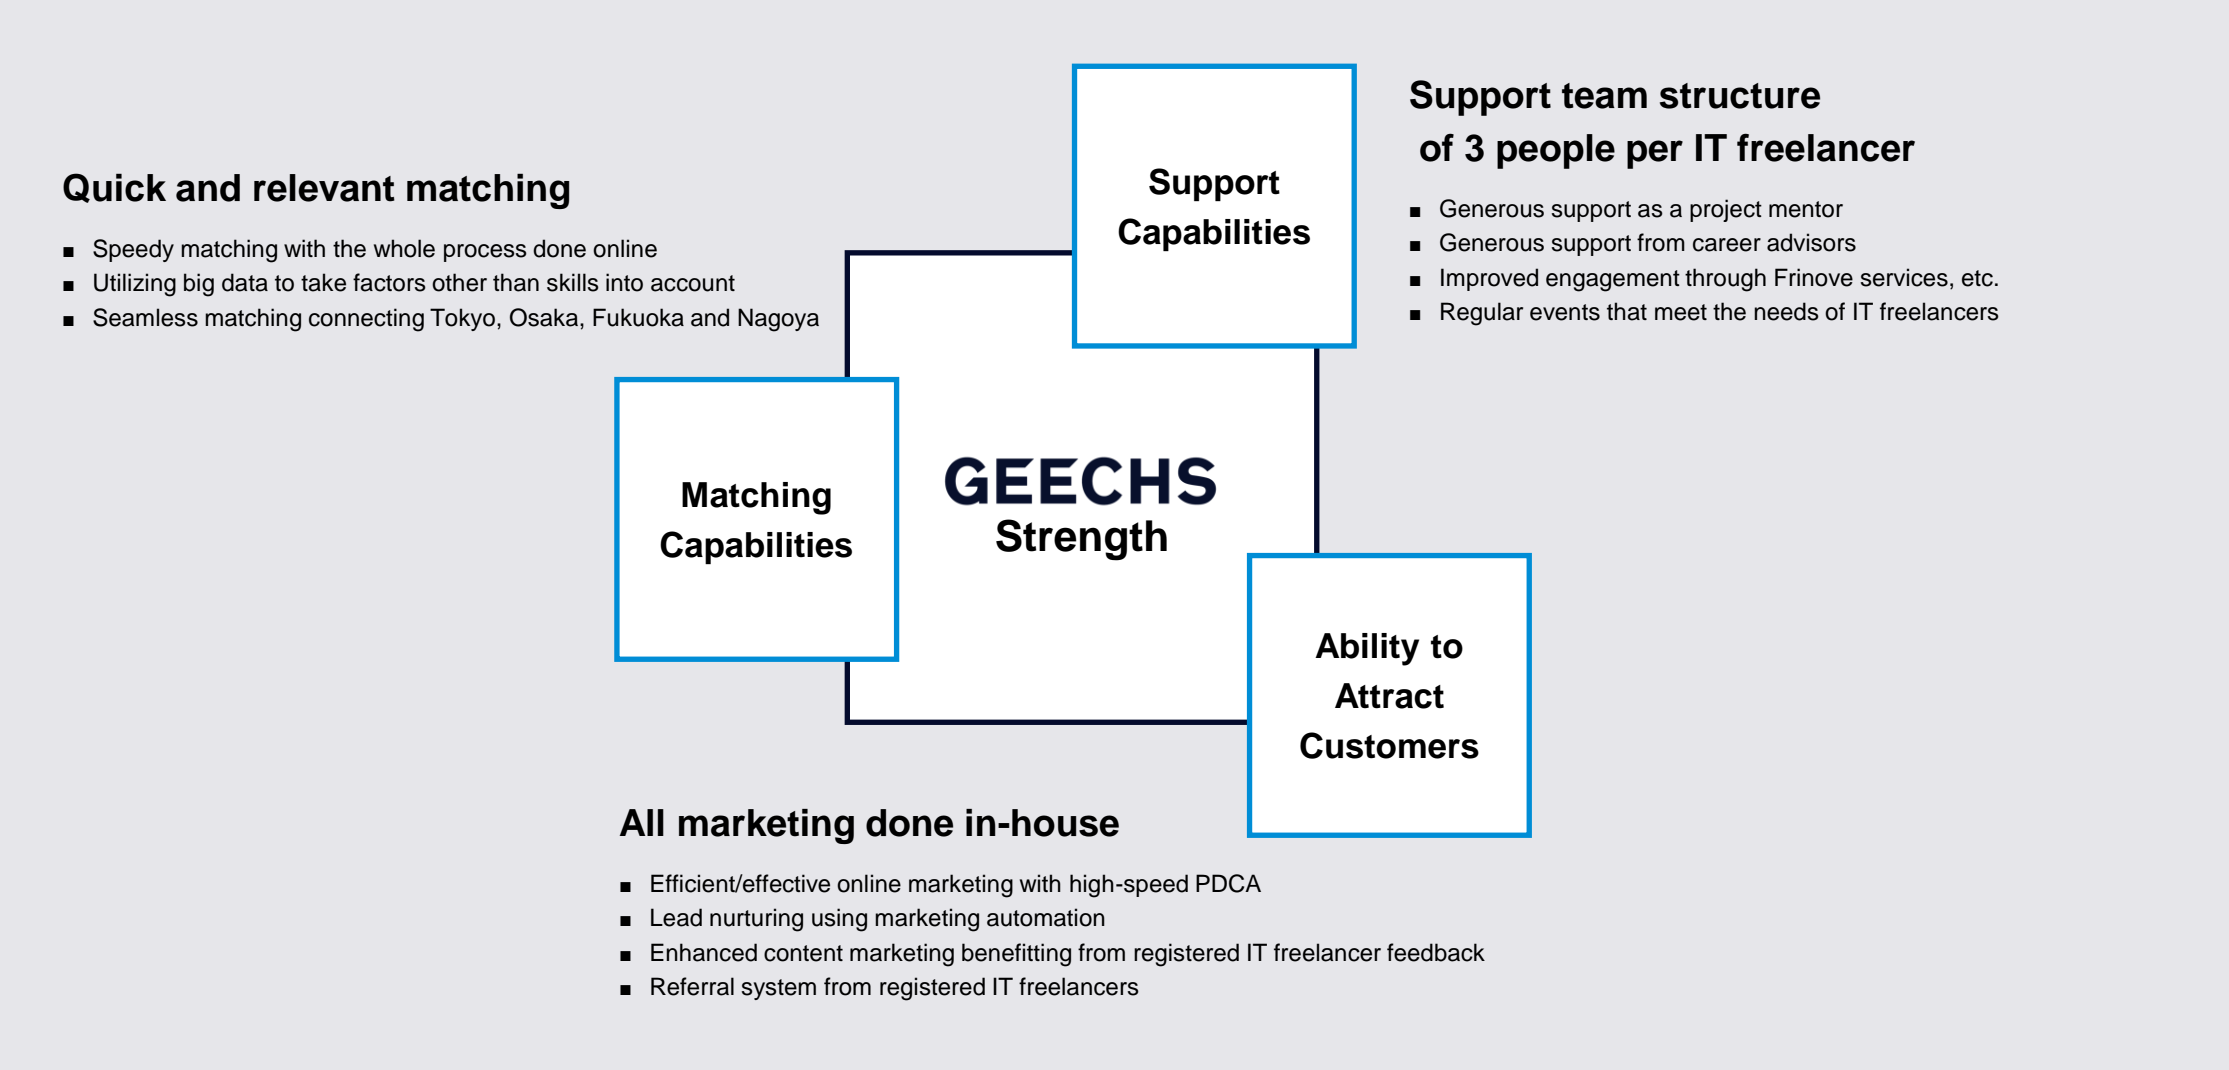 Quick and relevant matching
■ Speedy matching with the whole process done online
■ Utilizing big data to take factors other than skills into account
■ Seamless matching connecting Tokyo, Osaka, Fukuoka and Nagoya
Support
Capabilities
Support team structure
of 3 people per IT freelancer
■ Generous support as a project mentor
■ Generous support from career advisors
■ Improved engagement through Frinove services, etc.
■ Regular events that meet the needs of IT freelancers
Matching
Capabilities
GEECHS
Strength
Ability to
Attract
Customers
All marketing done in-house
■ Efficient/effective online marketing with high-speed PDCA
■ Lead nurturing using marketing automation
■ Enhanced content marketing benefitting from registered IT freelancer feedback
■ Referral system from registered IT freelancers